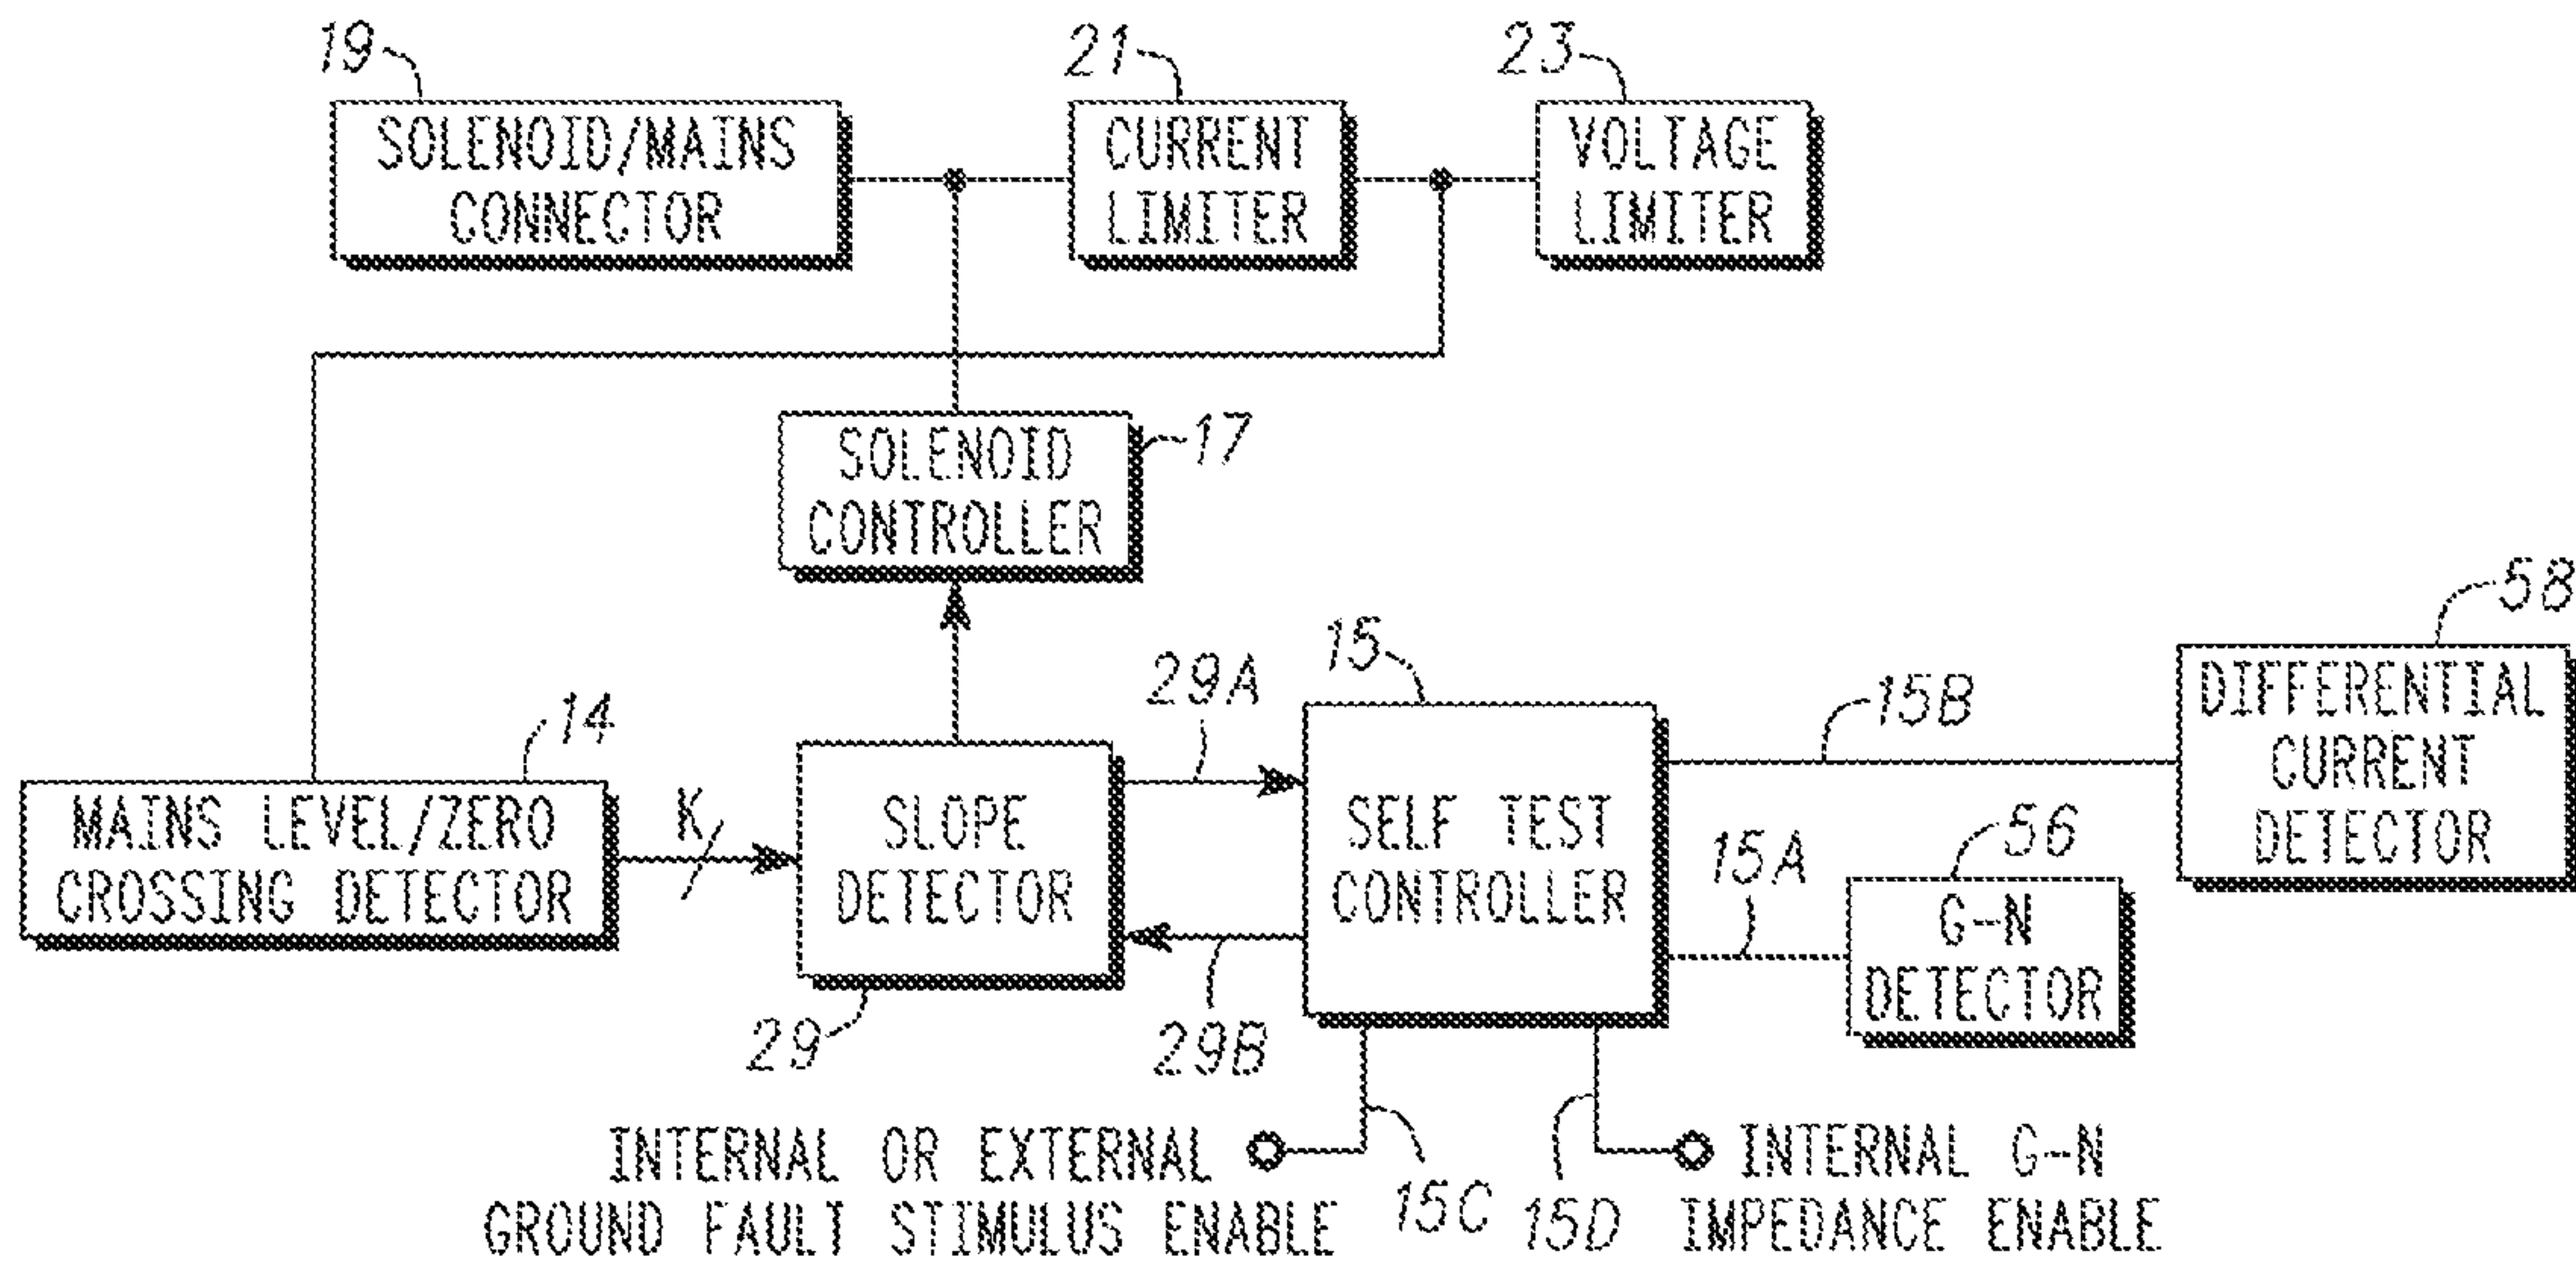 19
21
23
SOLENOID/MAINS
CONNECTOR
CURRENT
LIMITER
VOLTAGE
LIMITER
SOLENOID
CONTROLLER
17
58
15
29A
15B
DIFFERENTIAL
CURRENT
DETECTOR
14
MAINS LEVEL/ZERO
CROSSING DETECTOR
K
SLOPE
DETECTOR
SELF TEST
CONTROLLER
15A
56
G-N
DETECTOR
29
29B
INTERNAL OR EXTERNAL
GROUND FAULT STIMULUS ENABLE
15C
15D
INTERNAL G-N
IMPEDANCE ENABLE